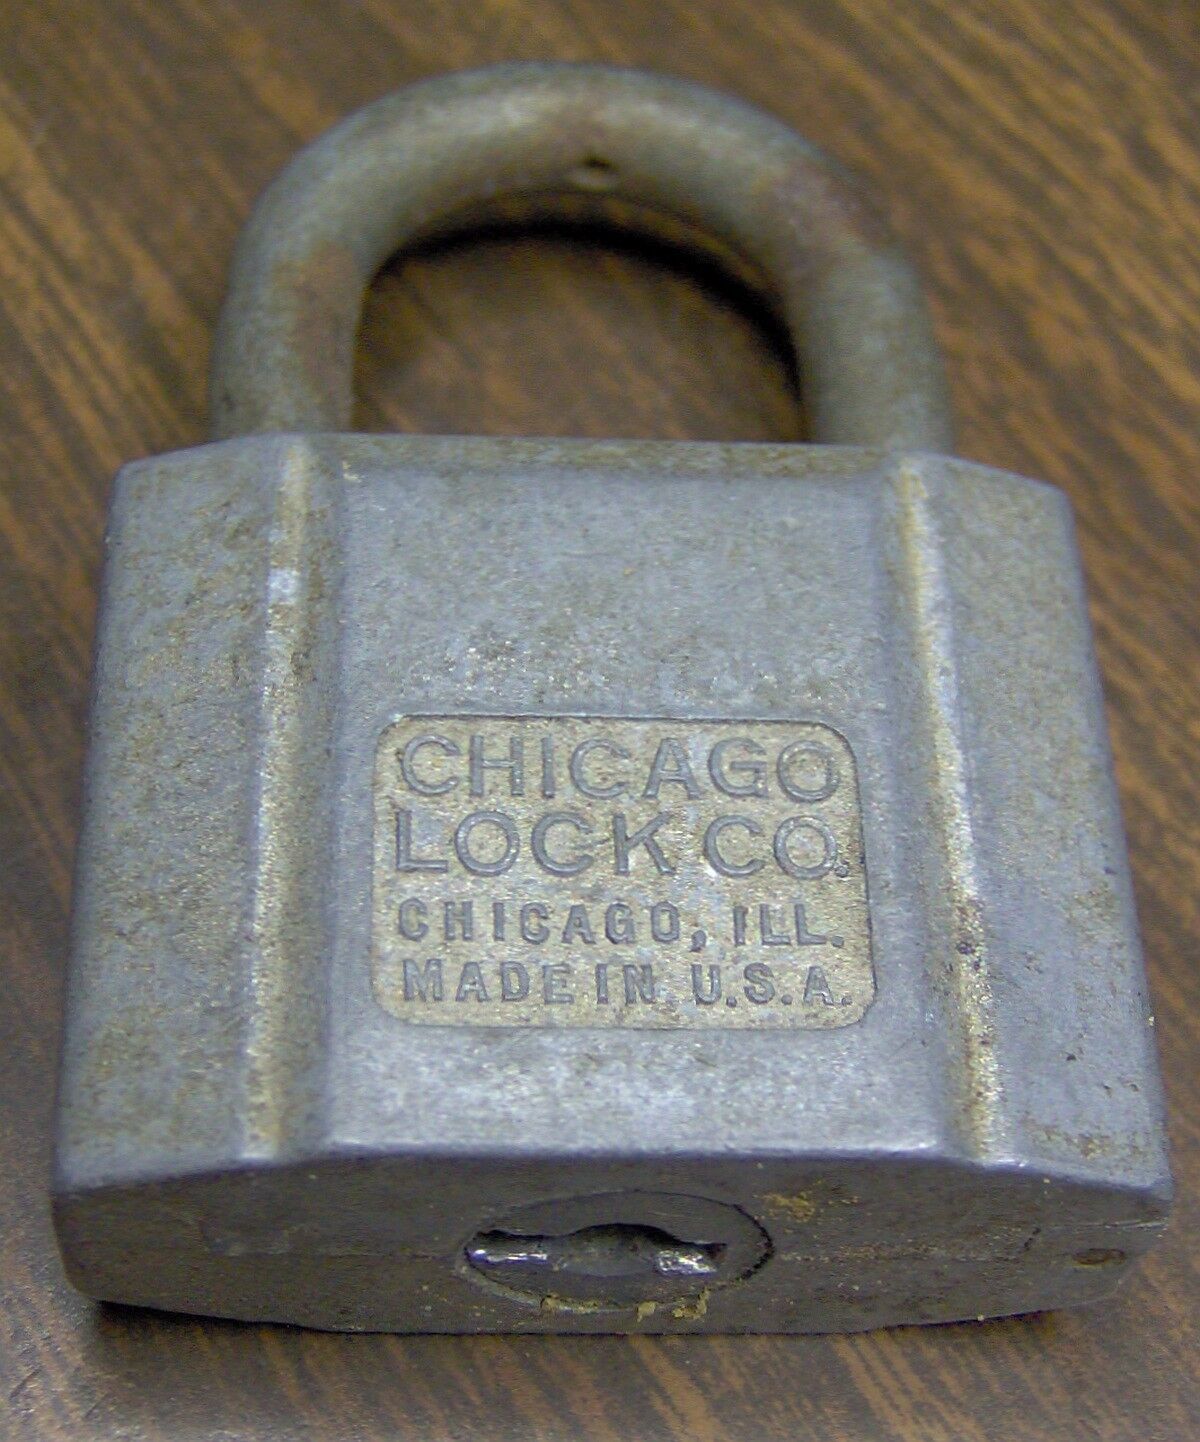 CHICAGO
LOCK CO.
CHICAGO, ILL.
MADE IN U.S.A.